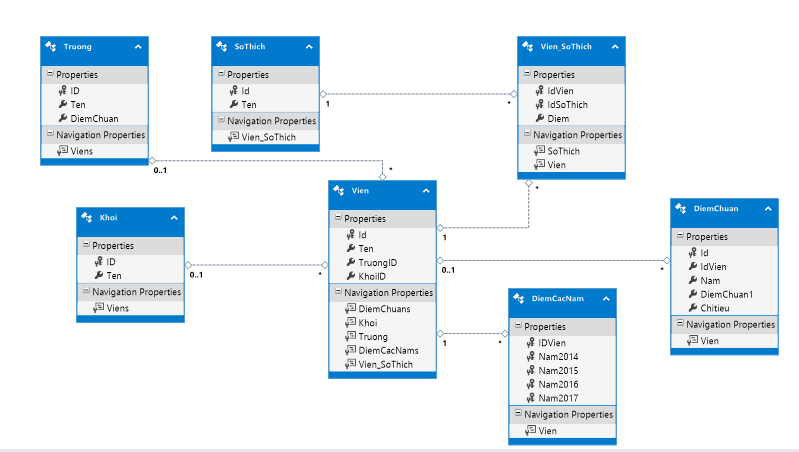 Truong
Properties
ID
Ten
DiemChuan
Navigation Properties
Viens
SoThich
Properties
Id
Ten
Navigation Properties
Vien_SoThich
Vien_SoThich
Properties
IdVien
IdSoThich
Diem
Navigation Properties
SoThich
Vien
1
*
0..1
*
Khoi
Properties
ID
Ten
Navigation Properties
Viens
0..1
*
Vien
Properties
Id
Ten
TruongID
KhoiID
Navigation Properties
DiemChuans
Khoi
Truong
DiemCacNams
Vien_SoThich
1
*
0..1
*
1
*
DiemChuan
Properties
Id
IdVien
Nam
DiemChuan1
Chitieu
Navigation Properties
Vien
DiemCacNam
Properties
IDVien
Nam2014
Nam2015
Nam2016
Nam2017
Navigation Properties
Vien